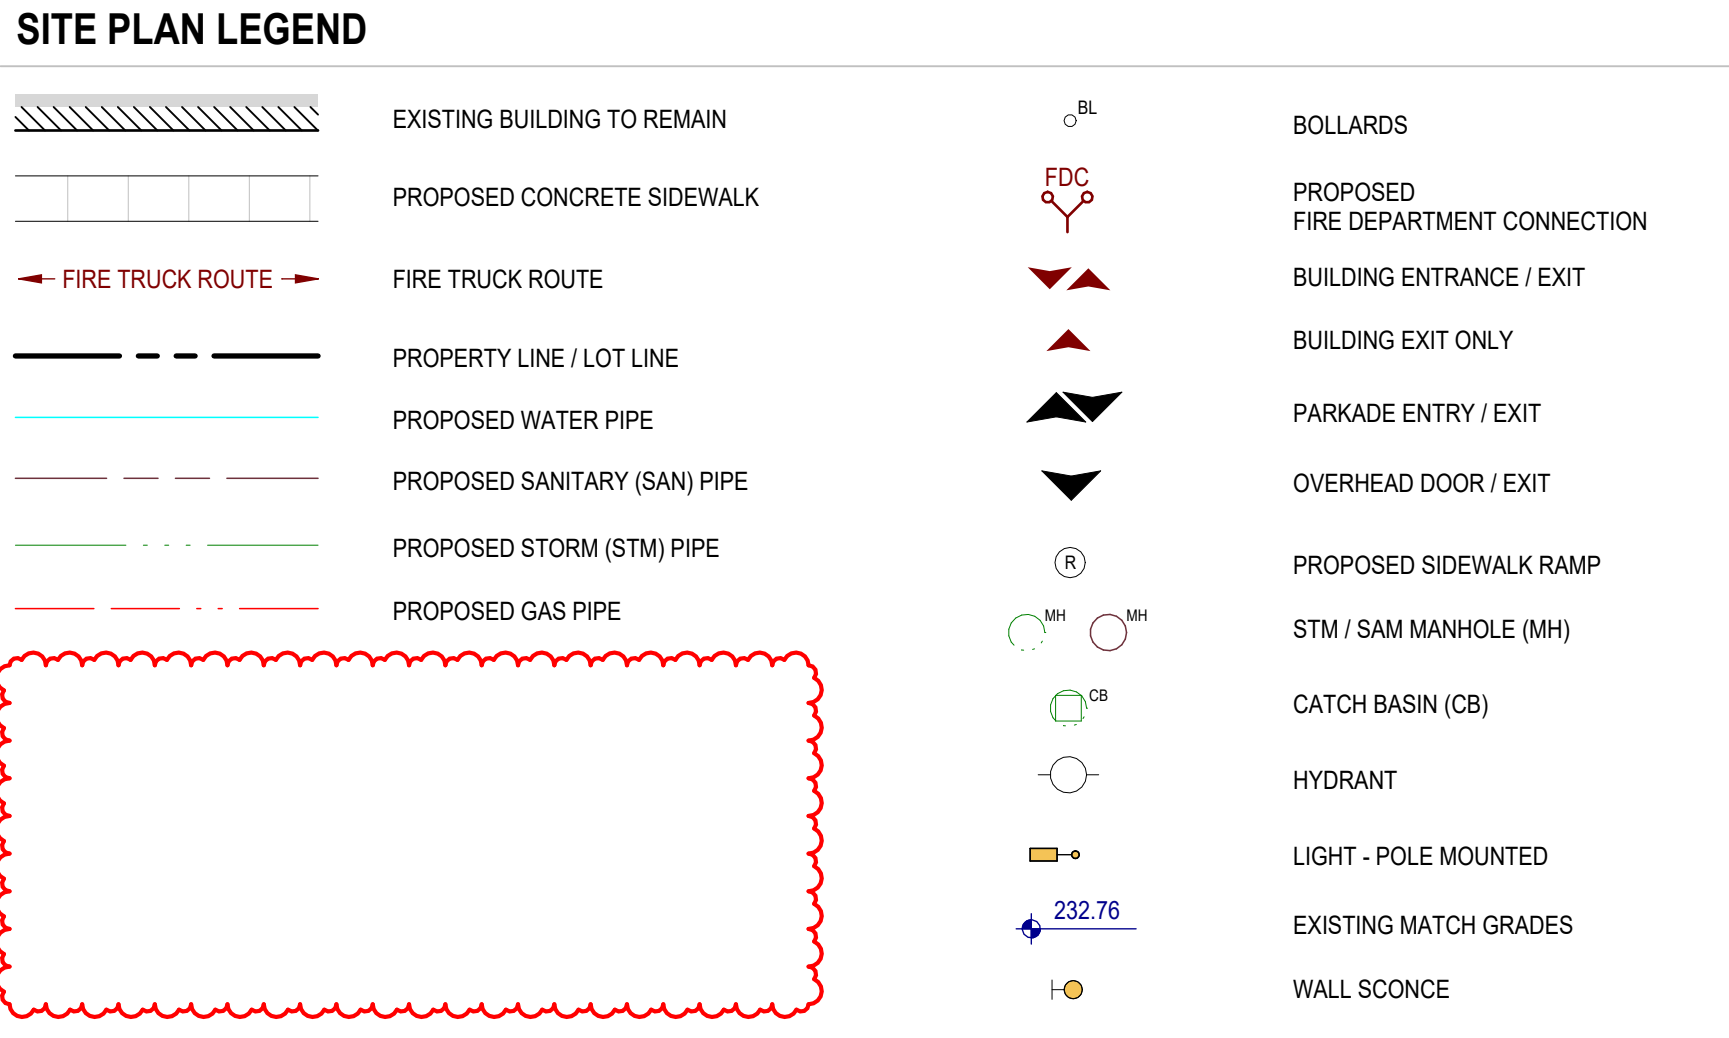 SITE PLAN LEGEND
EXISTING BUILDING TO REMAIN
PROPOSED CONCRETE SIDEWALK
FIRE TRUCK ROUTE
FIRE TRUCK ROUTE
PROPERTY LINE / LOT LINE
PROPOSED WATER PIPE
PROPOSED SANITARY (SAN) PIPE
PROPOSED STORM (STM) PIPE
PROPOSED GAS PIPE
BL
BOLLARDS
FDC
PROPOSED
FIRE DEPARTMENT CONNECTION
BUILDING ENTRANCE / EXIT
BUILDING EXIT ONLY
PARKADE ENTRY / EXIT
OVERHEAD DOOR / EXIT
R
PROPOSED SIDEWALK RAMP
MH
MH
STM / SAM MANHOLE (MH)
CB
CATCH BASIN (CB)
HYDRANT
LIGHT - POLE MOUNTED
232.76
EXISTING MATCH GRADES
WALL SCONCE